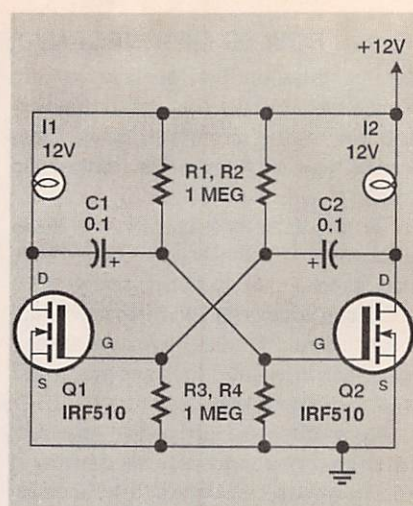 +12V
I1
12V
I2
12V
R1, R2
1 MEG
C1
0.1
+
C2
0.1
+
D
G
S
Q1
IRF510
R3, R4
1 MEG
D
G
S
Q2
IRF510